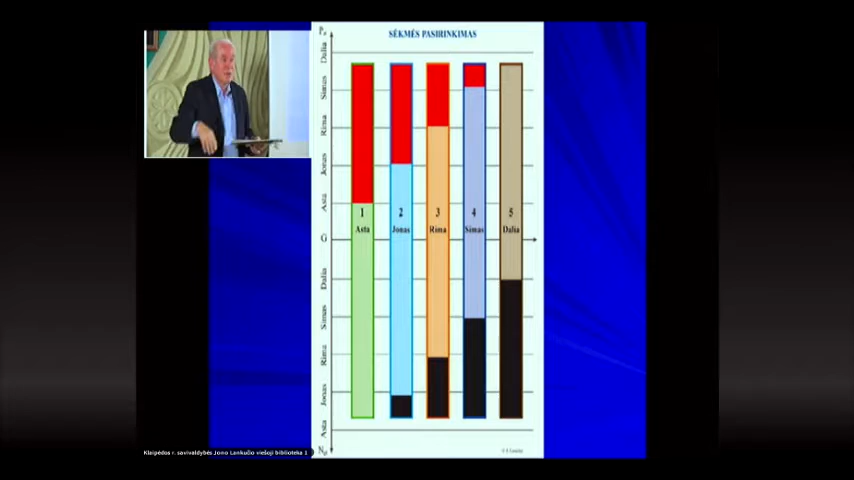 SĖKMĖS PASIRINKIMAS
Dalia
Simas
Rima
Jonas
Asta
G
Dalia
Simas
Rima
Jonas
Asta
1
Asta
2
Jonas
3
Rima
4
Simas
5
Dalia
Klaipėdos r. savivaldybės Jono Lankučio viešoji biblioteka 1